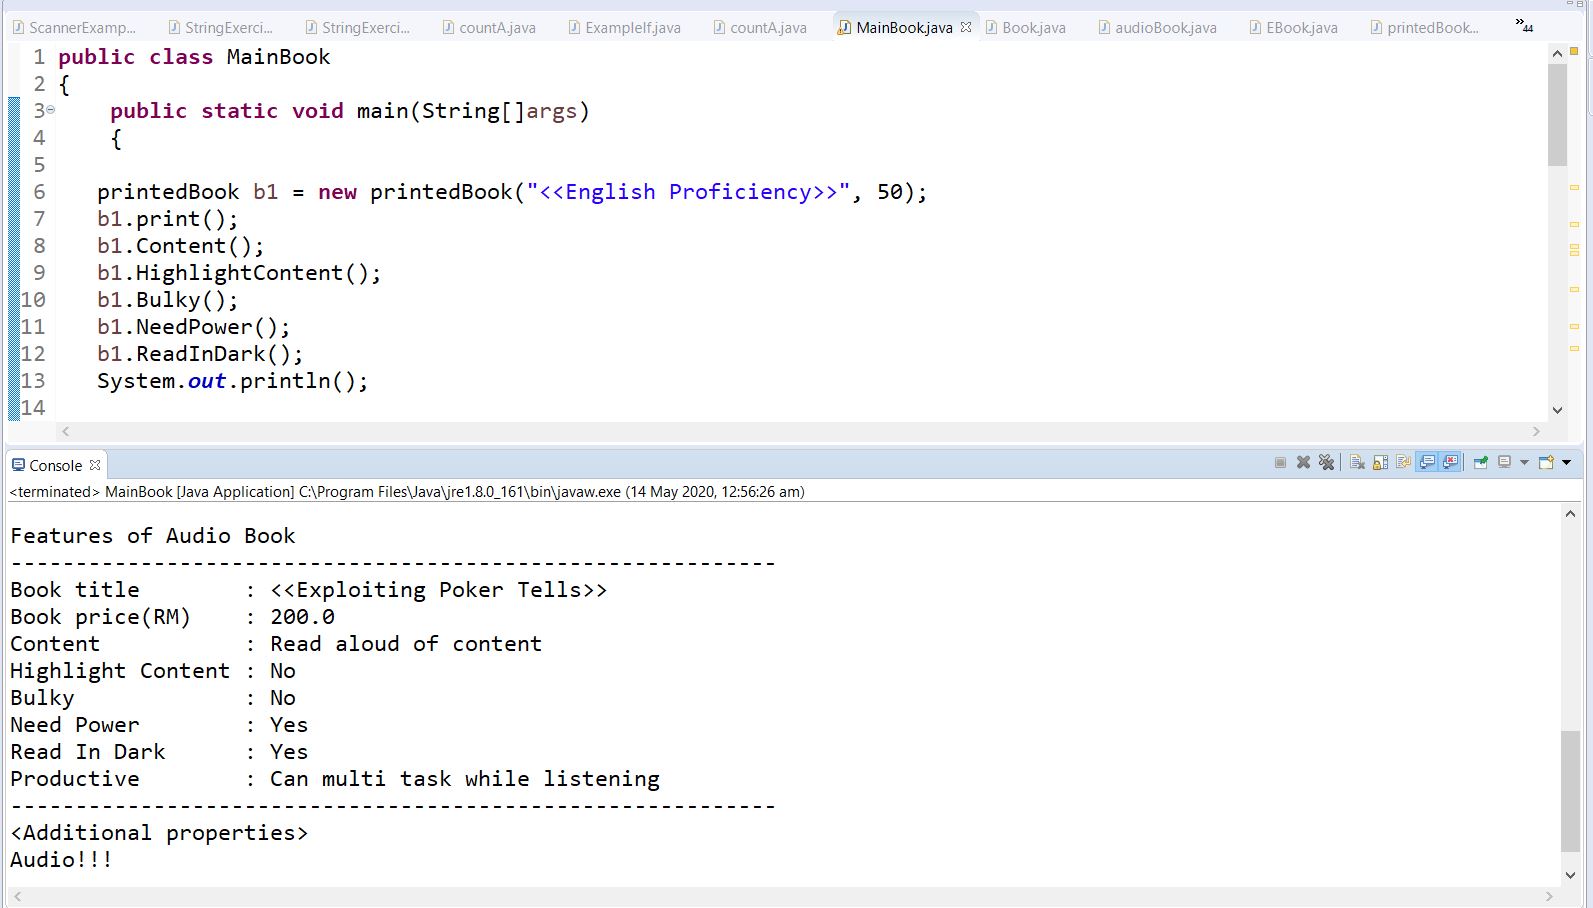 ScannerExamp... StringExerci... StringExerci... countA.java ExampleIf.java countA.java MainBook.java Book.java audioBook.java EBook.java printedBook... »44
1 public class MainBook
2 {
3 public static void main(String[]args)
4 {
5
6 printedBook b1 = new printedBook("<<English Proficiency>>", 50);
7 b1.print();
8 b1.Content();
9 b1.HighlightContent();
10 b1.Bulky();
11 b1.NeedPower();
12 b1.ReadInDark();
13 System.out.println();
14
Console
<terminated> MainBook [Java Application] C:\Program Files\Java\jre1.8.0_161\bin\javaw.exe (14 May 2020, 12:56:26 am)
Features of Audio Book
-----------------------------------------------------------
Book title : <<Exploiting Poker Tells>>
Book price(RM) : 200.0
Content : Read aloud of content
Highlight Content : No
Bulky : No
Need Power : Yes
Read In Dark : Yes
Productive : Can multi task while listening
-----------------------------------------------------------
<Additional properties>
Audio!!!